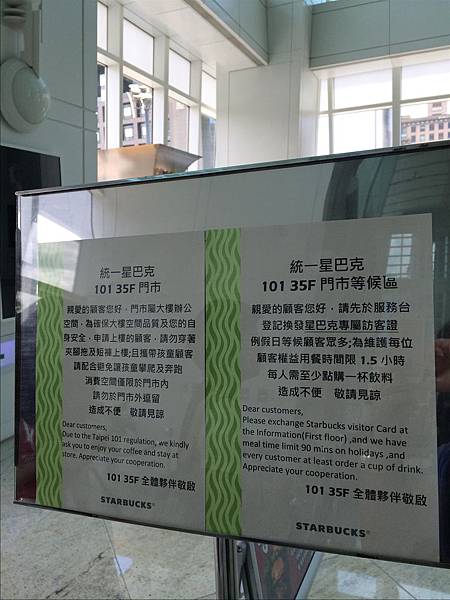 統一星巴克
101 35F 門市
親愛的顧客您好，門市屬大樓辦公
空間，為確保大樓空間品質及您的自
身安全，申請上樓的顧客，請勿穿著
夾腳拖及短褲上樓;且攜帶孩童顧客
請配合避免讓孩童攀爬及奔跑
消費空間僅限於門市內
請勿於門市外逗留
造成不便　敬請見諒
Dear customers,
Due to the Taipei 101 regulation, we kindly
ask you to enjoy your coffee and stay at
store. Appreciate your cooperation.
101 35F 全體夥伴敬啟
STARBUCKS®
統一星巴克
101 35F 門市等候區
親愛的顧客您好，請先於服務台
登記換發星巴克專屬訪客證
例假日等候顧客眾多;為維護每位
顧客權益用餐時間限 1.5 小時
每人需至少點購一杯飲料
造成不便　敬請見諒
Dear customers,
Please exchange Starbucks visitor Card at
the Information(First floor) ,and we have
meal time limit 90 mins on holidays ,and
every customer at least order a cup of drink.
Appreciate your cooperation.
101 35F 全體夥伴敬啟
STARBUCKS®